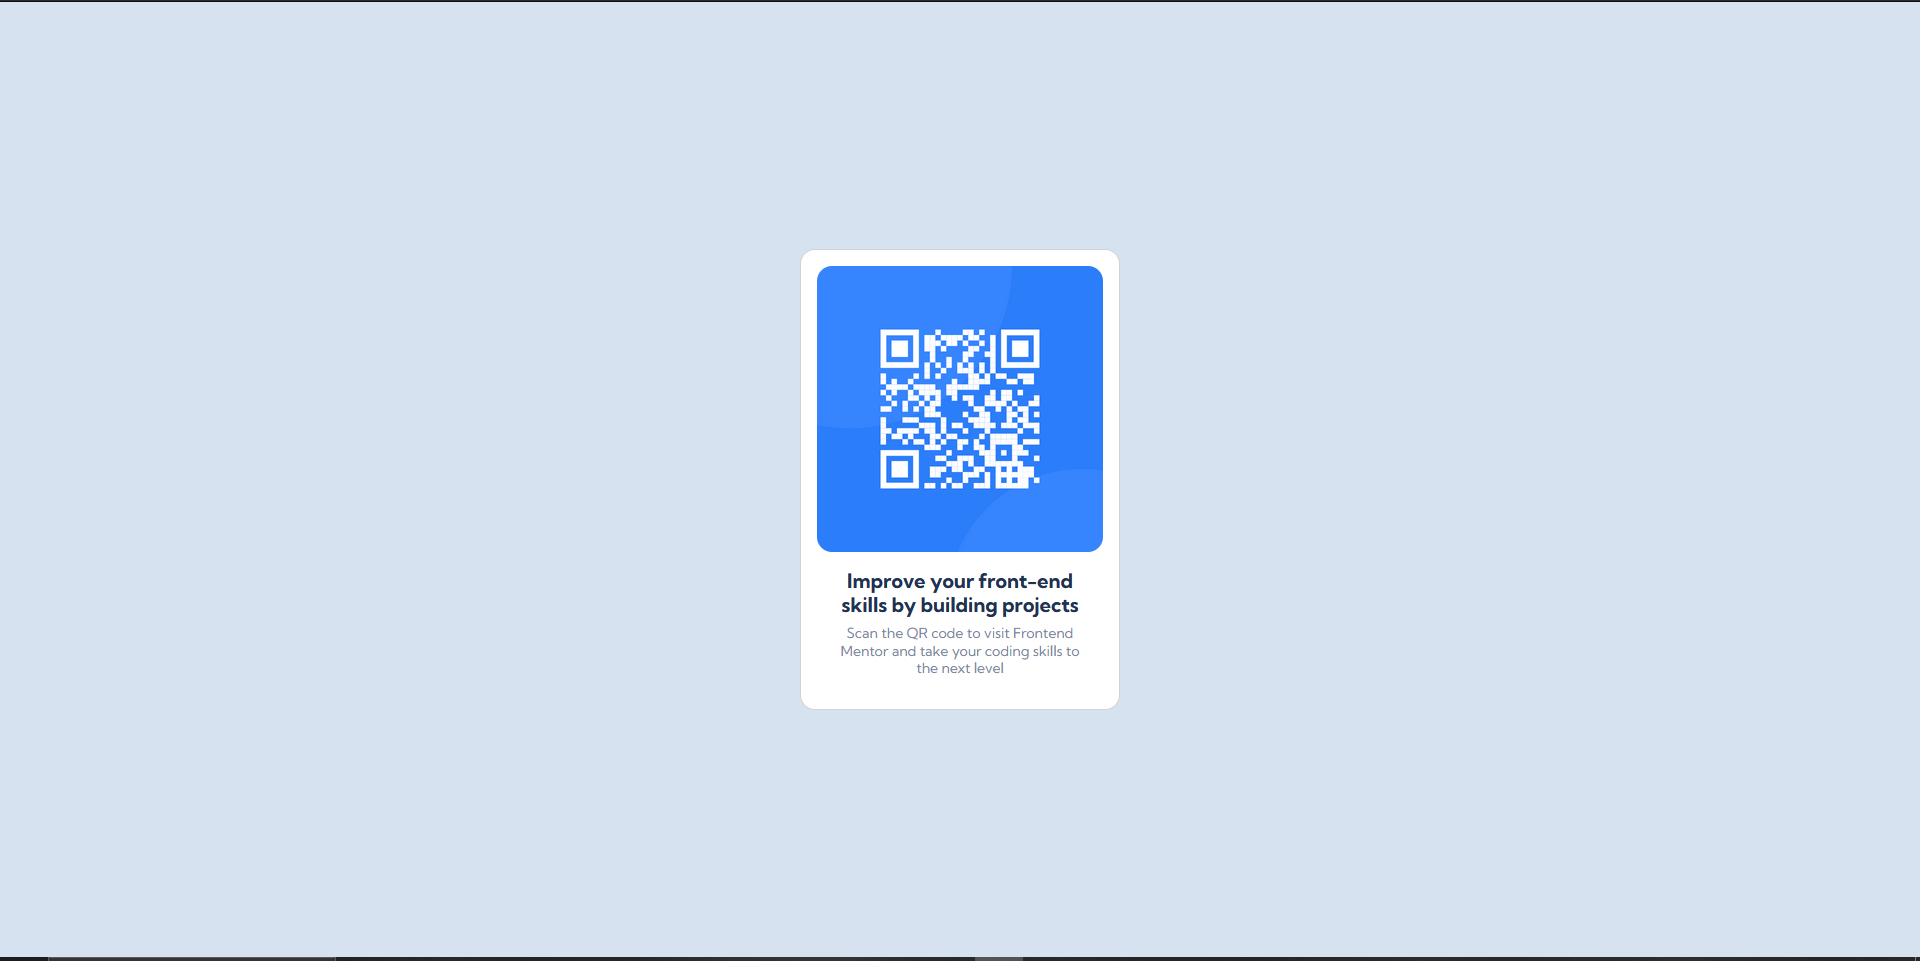 Improve your front-end
skills by building projects
Scan the QR code to visit Frontend
Mentor and take your coding skills to
the next level